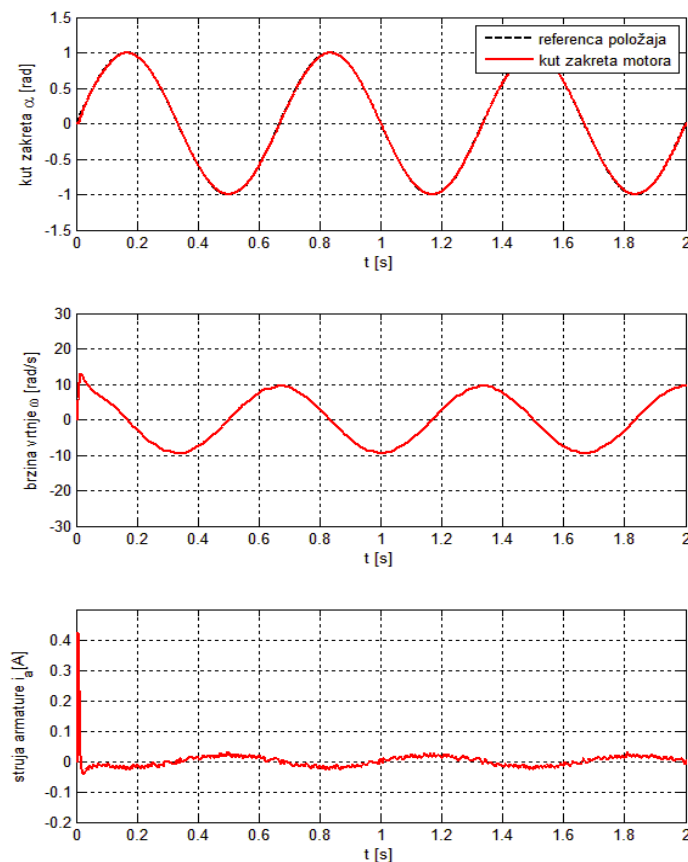 1.5
referenca položaja
kut zakreta motora
1
0.5
0
-0.5
-1
-1.5
kut zakreta α [rad]
0 0.2 0.4 0.6 0.8 1 1.2 1.4 1.6 1.8 2
t [s]
30
20
10
0
-10
-20
-30
brzina vrtnje ω [rad/s]
0 0.2 0.4 0.6 0.8 1 1.2 1.4 1.6 1.8 2
t [s]
0.4
0.3
0.2
0.1
0
-0.1
-0.2
struja armature i_a[A]
0 0.2 0.4 0.6 0.8 1 1.2 1.4 1.6 1.8 2
t [s]